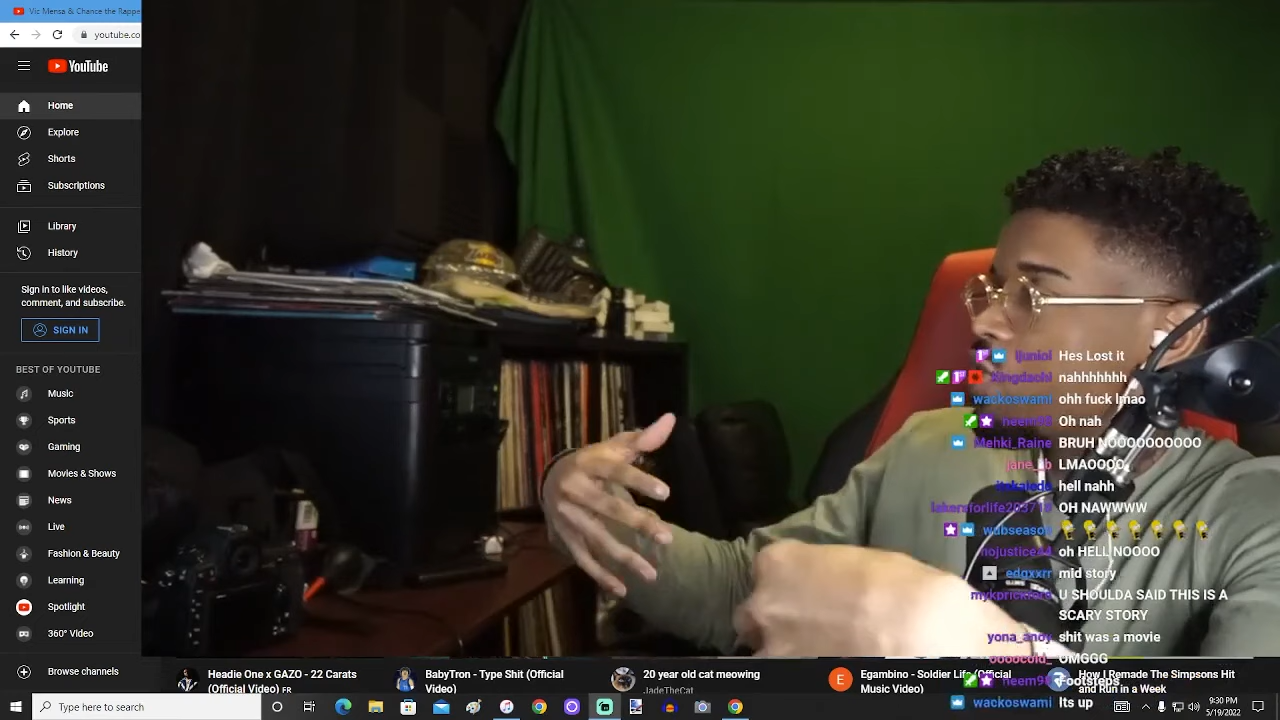 Vic Mensa & Chance the Rappe
youtube.co
YouTube
Home
Explore
Shorts
Subscriptions
Library
History
Sign in to like videos,
comment, and subscribe.
SIGN IN
BEST OF YOUTUBE
Music
Sports
Gaming
Movies & Shows
News
Live
Fashion & Beauty
Learning
Spotlight
360° Video
Browse channels
Hes Lost it
nahhhhhh
wackoswami ohh fuck lmao
Oh nah
Mehki_Raine BRUH NOOOOOOOOOO
LMAOOOO
hell nahh
OH NAWWWW
wubseason
oh HELL NOOOO
edgxxrr mid story
U SHOULDA SAID THIS IS A
SCARY STORY
yona_anoy shit was a movie
OMGGG
Footsteps
wackoswami Its up
Headie One x GAZO - 22 Carats
(Official Video) FR
BabyTron - Type Shit (Official
Video)
20 year old cat meowing
JadeTheCat
Egambino - Soldier Life (Official
Music Video)
How I Remade The Simpsons Hit
and Run in a Week
Type here to search
9:30 PM
5/19/2022